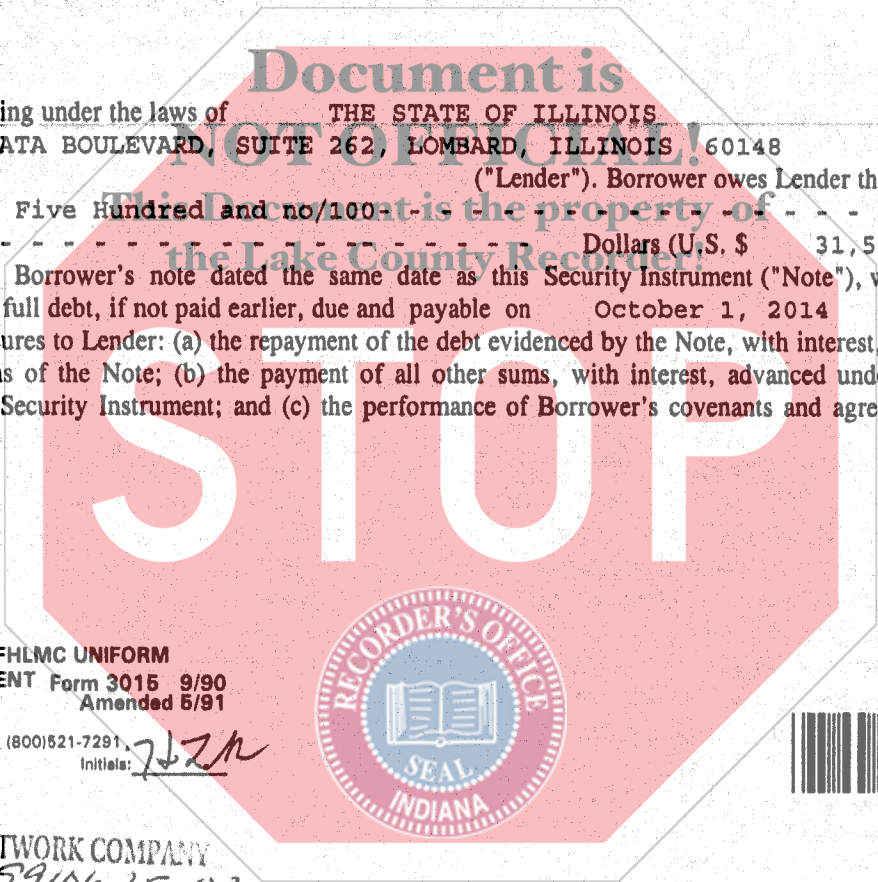 Document is
ing under the laws of THE STATE OF ILLINOIS
NOT OFFICIAL!
ATA BOULEVARD, SUITE 262, LOMBARD, ILLINOIS 60148
("Lender"). Borrower owes Lender th
This Document is the property of
Five Hundred and no/100- - - - - - - - - - - - - - - - -
- - - - - - - - - - - - - - - - - - - Dollars (U.S. $ 31,5
the Lake County Recorder!
Borrower's note dated the same date as this Security Instrument ("Note"), w
full debt, if not paid earlier, due and payable on October 1, 2014
ures to Lender: (a) the repayment of the debt evidenced by the Note, with interest,
s of the Note; (b) the payment of all other sums, with interest, advanced und
Security Instrument; and (c) the performance of Borrower's covenants and agre
STOP
RECORDER'S OFFICE
SEAL
INDIANA
FHLMC UNIFORM
ENT Form 3015 9/90
Amended 5/91
(800)521-7291
Initials:
TWORK COMPANY